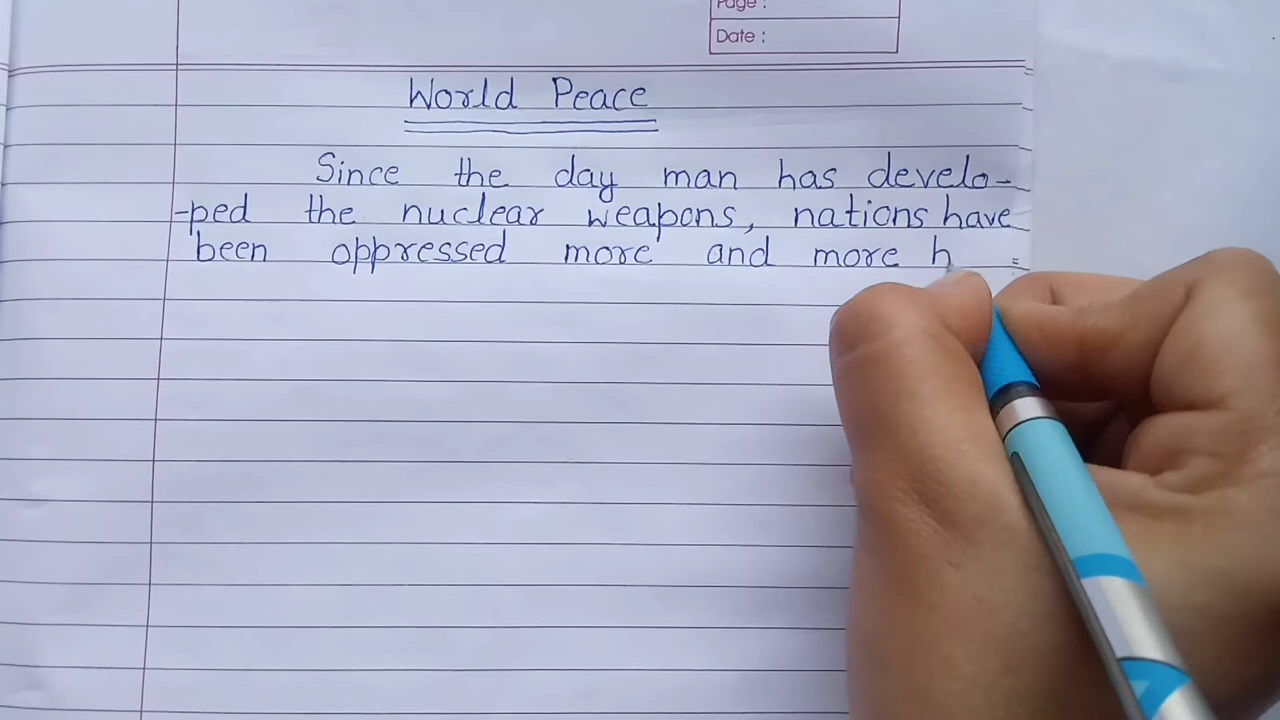 Page :
Date :
World Peace
Since the day man has develo-
-ped the nuclear weapons, nations have
been oppressed more and more h